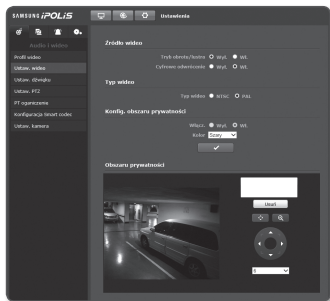 SAMSUNG iPOLiS
Ustawienia
Audio i wideo
Profil wideo
Ustaw. wideo
Ustaw. dźwięku
Ustaw. PTZ
PT ograniczenie
Konfiguracja Smart codec
Ustaw. kamera
Źródło wideo
Tryb obrotu/lustra Wył. Wł.
Cyfrowe odwrócenie Wył. Wł.
Typ wideo
Typ wideo NTSC PAL
Konfig. obszaru prywatności
Włącz. Wył. Wł.
Kolor Szary
Obszaru prywatności
Usuń
5